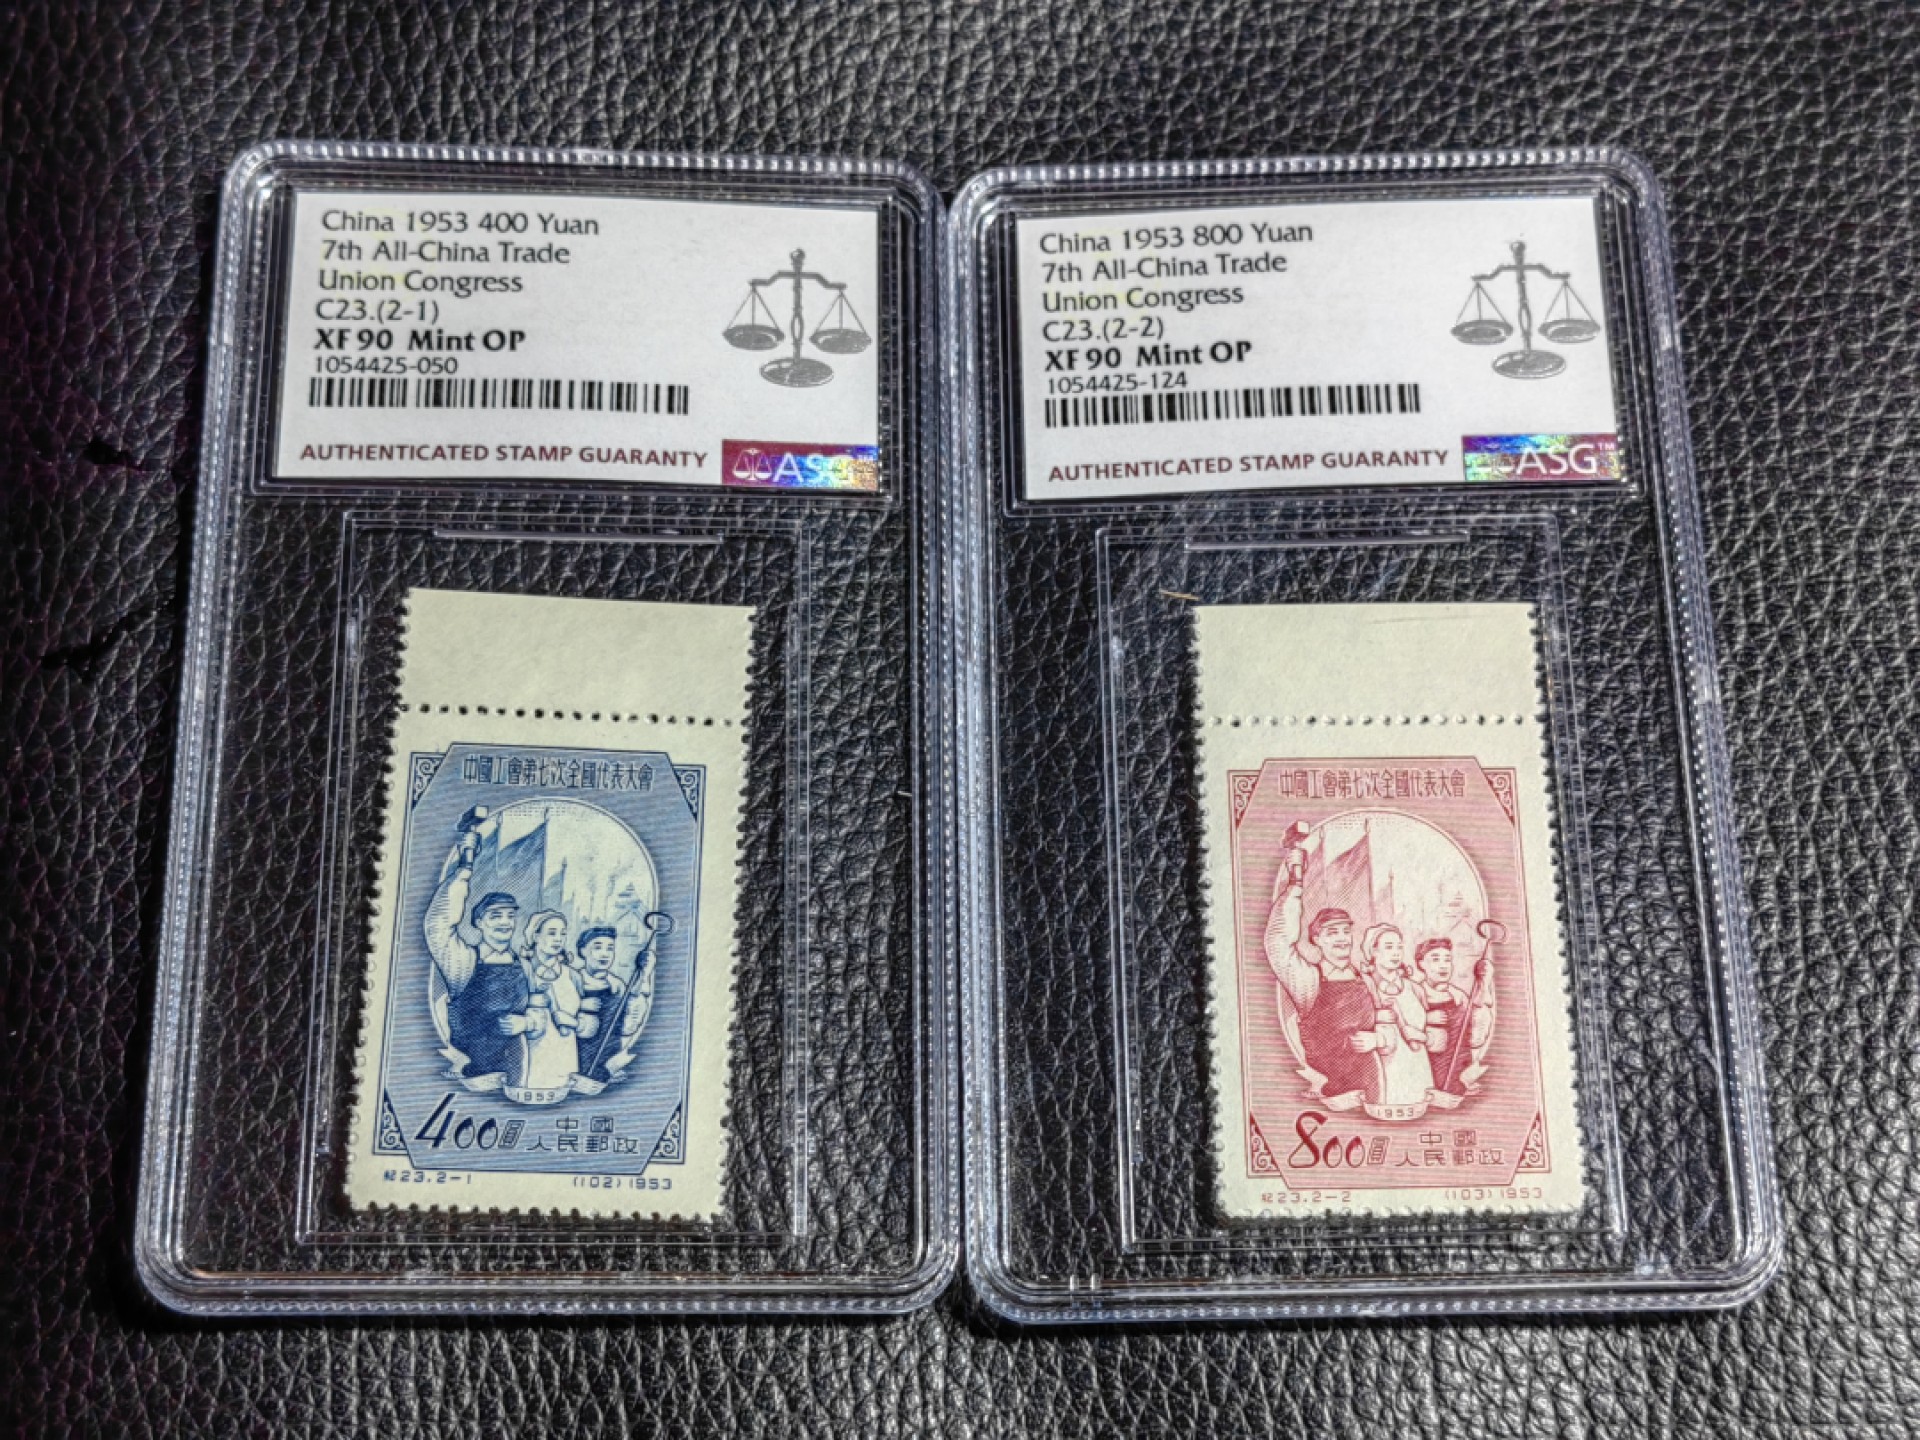 China 1953 400 Yuan
7th All-China Trade
Union Congress
C23.(2-1)
XF 90 Mint OP
1054425-050
AUTHENTICATED STAMP GUARANTY
ASG
中國工會第七次全國代表大會
1953
400圓
中國
人民郵政
紀23.2-1
(102)1953
China 1953 800 Yuan
7th All-China Trade
Union Congress
C23.(2-2)
XF 90 Mint OP
1054425-124
AUTHENTICATED STAMP GUARANTY
ASG™
中國工會第七次全國代表大會
1953
800圓
中國
人民郵政
紀23.2-2
(103)1953